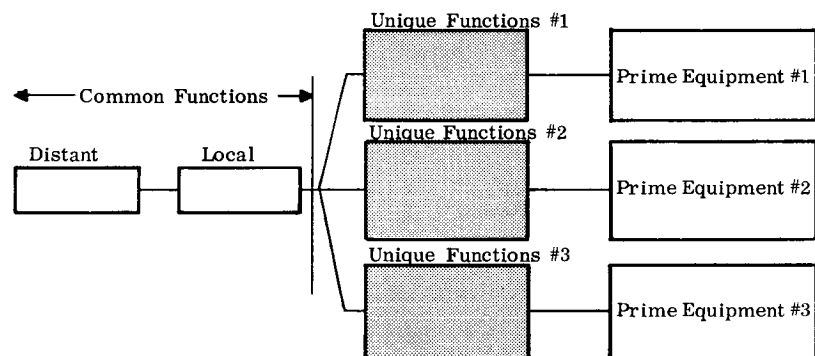 Unique Functions #1
Prime Equipment #1
Common Functions
Unique Functions #2
Distant
Local
Prime Equipment #2
Unique Functions #3
Prime Equipment #3